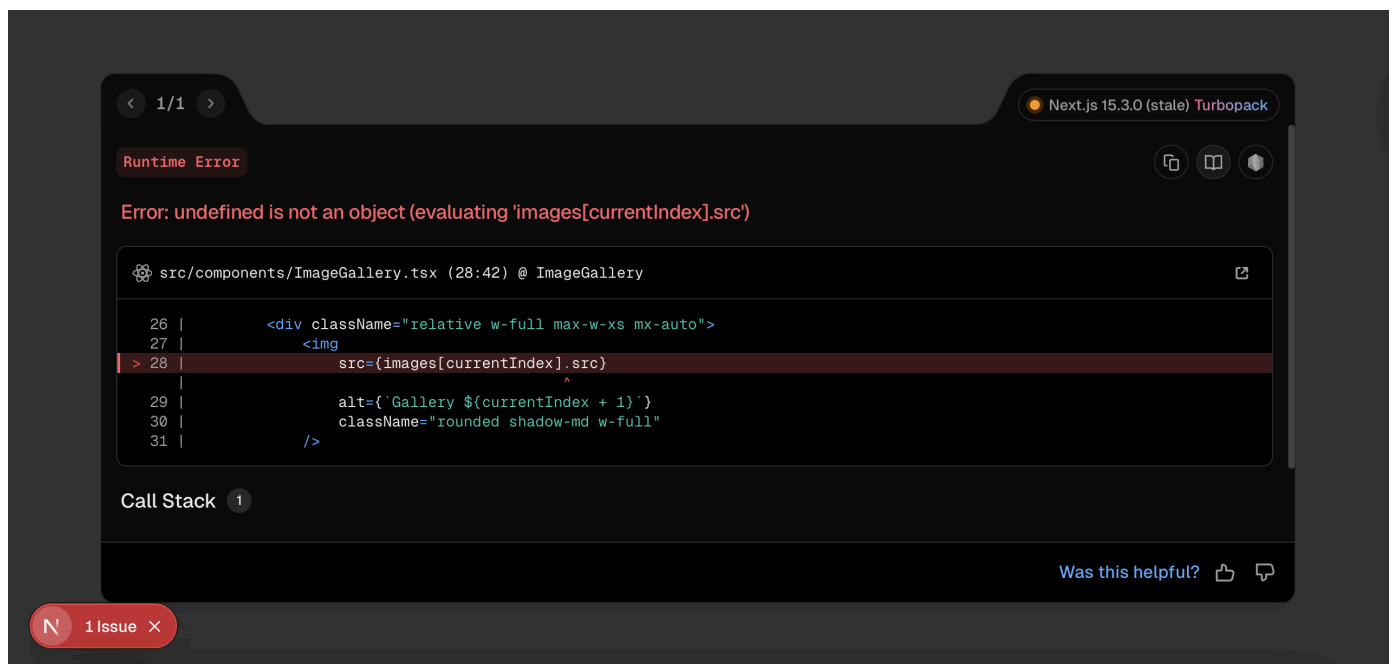 1/1
Next.js 15.3.0 (stale) Turbopack
Runtime Error
Error: undefined is not an object (evaluating 'images[currentIndex].src')
src/components/ImageGallery.tsx (28:42) @ ImageGallery
26 | <div className="relative w-full max-w-xs mx-auto">
27 | <img
> 28 | src={images[currentIndex].src}
| ^
29 | alt={`Gallery ${currentIndex + 1}`}
30 | className="rounded shadow-md w-full"
31 | />
Call Stack 1
Was this helpful?
N 1 Issue